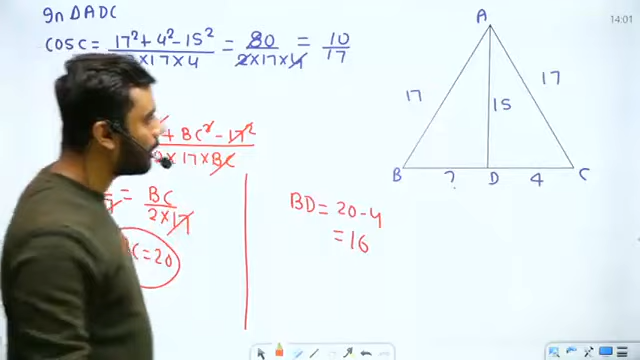 In ΔADC
COSC = 17² + 4² - 15² / 2 × 17 × 4 = 80 / 2×17×4 = 10 / 17
+ BC² - 17² / 2 × 17 × BC
= BC / 2×17
BC = 20
BD = 20 - 4
= 16
A
17
17
15
B
?
D
4
C
14:01